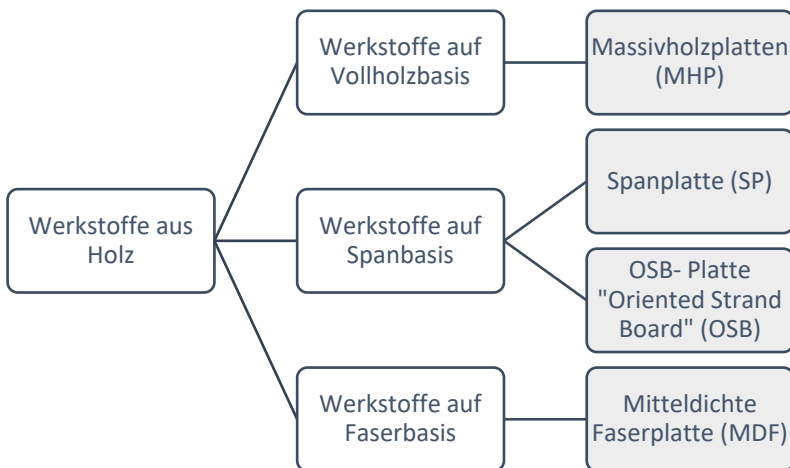 Werkstoffe aus
Holz
Werkstoffe auf
Vollholzbasis
Massivholzplatten
(MHP)
Werkstoffe auf
Spanbasis
Spanplatte (SP)
OSB- Platte
"Oriented Strand
Board" (OSB)
Werkstoffe auf
Faserbasis
Mitteldichte
Faserplatte (MDF)